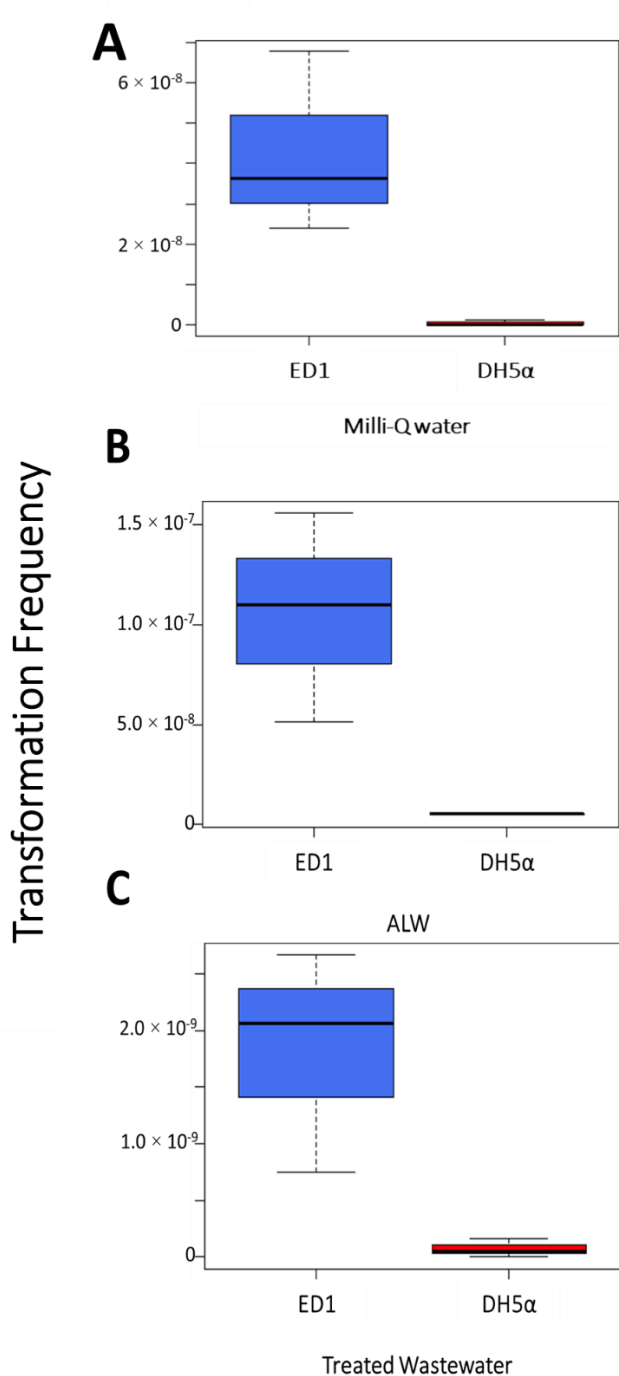 A
6 × 10⁻⁸
2 × 10⁻⁸
0
ED1 DH5α
Milli-Q water
B
Transformation Frequency
1.5 × 10⁻⁷
1.0 × 10⁻⁷
5.0 × 10⁻⁸
0
ED1 DH5α
ALW
C
2.0 × 10⁻⁹
1.0 × 10⁻⁹
0
ED1 DH5α
Treated Wastewater